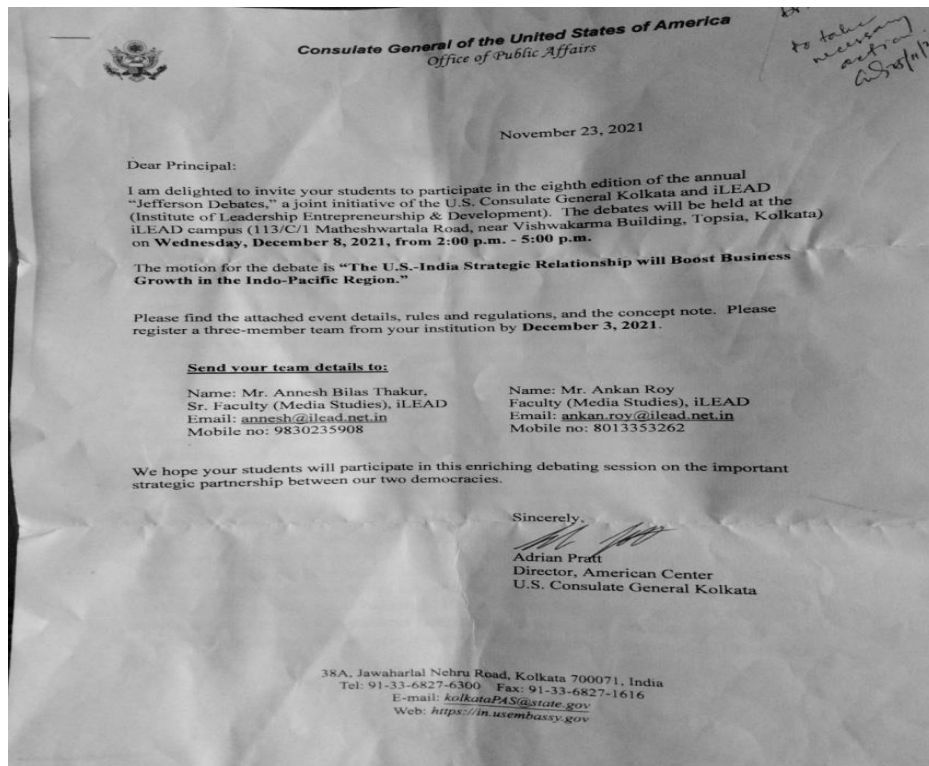 Consulate General of the United States of America
Office of Public Affairs
to take
necessary
action.
November 23, 2021
Dear Principal:
I am delighted to invite your students to participate in the eighth edition of the annual
“Jefferson Debates,” a joint initiative of the U.S. Consulate General Kolkata and iLEAD
(Institute of Leadership Entrepreneurship & Development). The debates will be held at the
iLEAD campus (113/C/1 Matheshwartala Road, near Vishwakarma Building, Topsia, Kolkata)
on Wednesday, December 8, 2021, from 2:00 p.m. - 5:00 p.m.
The motion for the debate is “The U.S.-India Strategic Relationship will Boost Business
Growth in the Indo-Pacific Region.”
Please find the attached event details, rules and regulations, and the concept note. Please
register a three-member team from your institution by December 3, 2021.
Send your team details to:
Name: Mr. Annesh Bilas Thakur,
Sr. Faculty (Media Studies), iLEAD
Email: annesh@ilead.net.in
Mobile no: 9830235908
Name: Mr. Ankan Roy
Faculty (Media Studies), iLEAD
Email: ankan.roy@ilead.net.in
Mobile no: 8013353262
We hope your students will participate in this enriching debating session on the important
strategic partnership between our two democracies.
Sincerely,
Adrian Pratt
Director, American Center
U.S. Consulate General Kolkata
38A, Jawaharlal Nehru Road, Kolkata 700071, India
Tel: 91-33-6827-6300 Fax: 91-33-6827-1616
E-mail: kolkataPAS@state.gov
Web: https://in.usembassy.gov